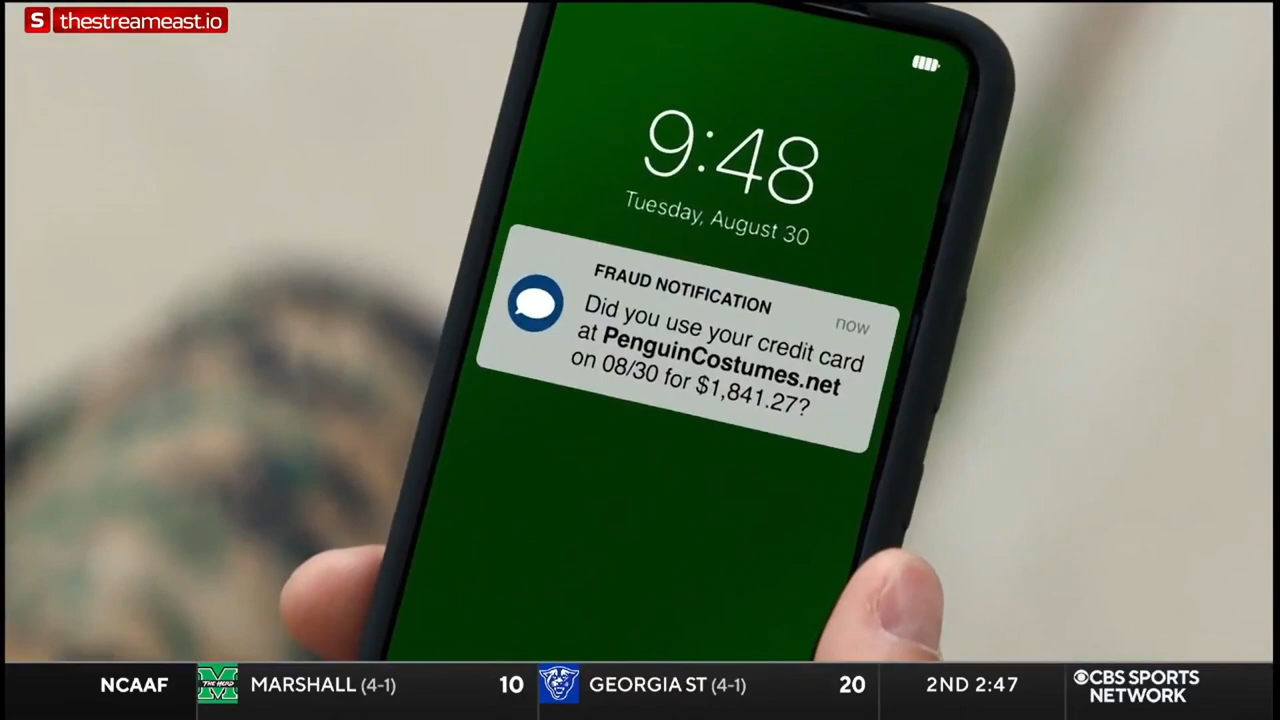 S thestreameast.io
9:48
Tuesday, August 30
FRAUD NOTIFICATION
now
Did you use your credit card
at PenguinCostumes.net
on 08/30 for $1,841.27?
NCAAF M THE HERD MARSHALL (4-1) 10 GEORGIA ST (4-1) 20 2ND 2:47 CBS SPORTS
NETWORK